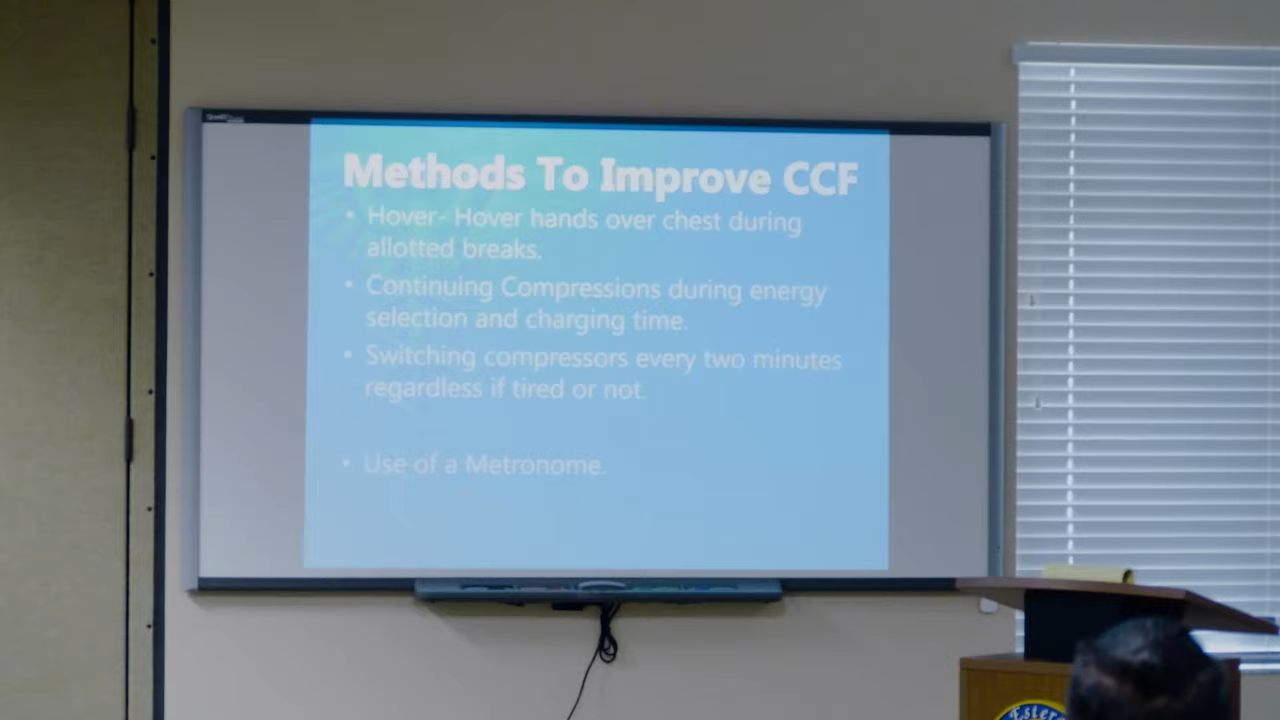 Methods To Improve CCF
• Hover- Hover hands over chest during
allotted breaks.
• Continuing Compressions during energy
selection and charging time.
• Switching compressors every two minutes
regardless if tired or not.
• Use of a Metronome.
Ester